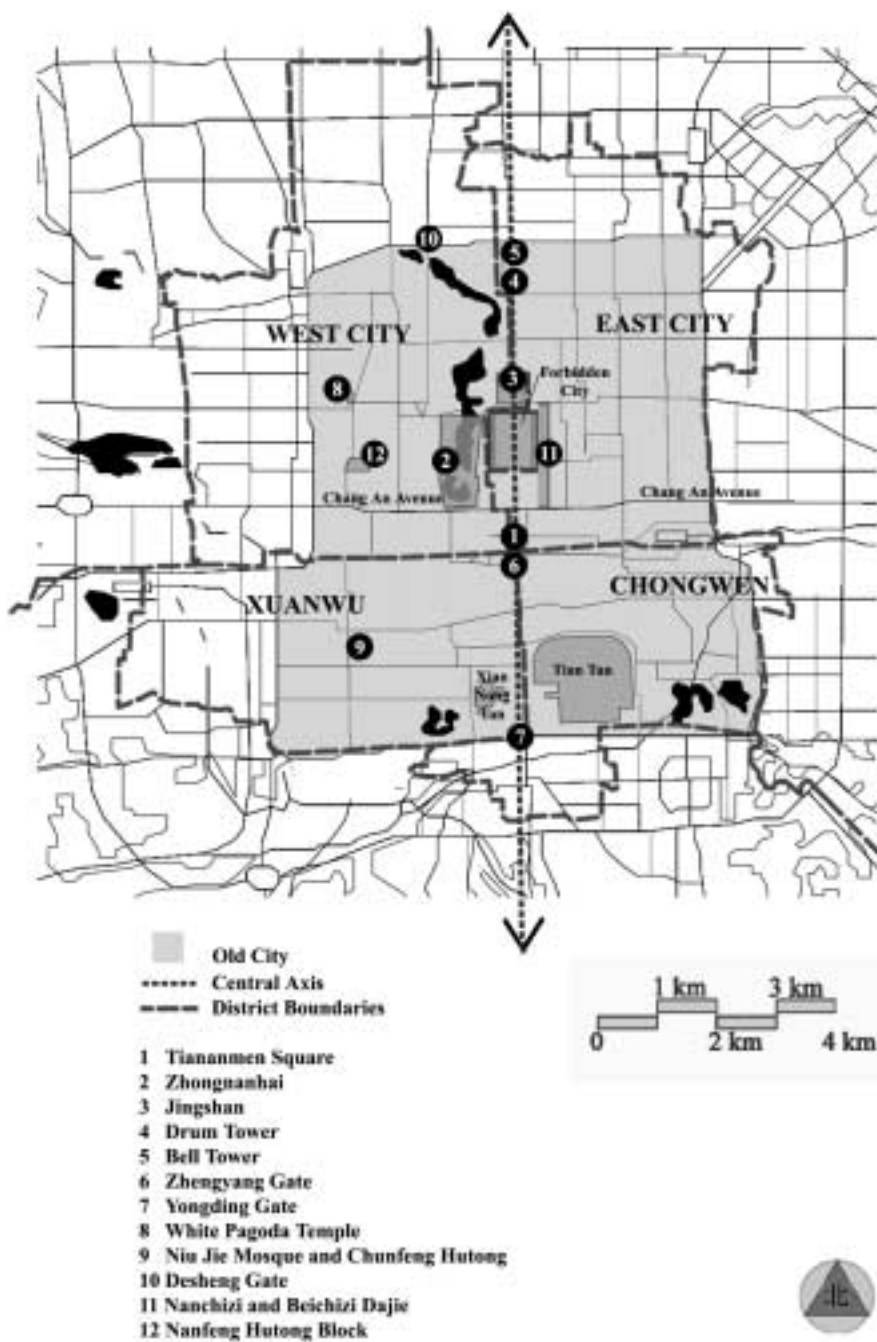 10
5
4
WEST CITY
EAST CITY
3
Forbidden
City
8
12
2
11
Chang An Avenue
Chang An Avenue
1
6
XUANWU
CHONGWEN
9
Xian
Nong
Tan
Tian Tan
7
Old City
Central Axis
District Boundaries
1 km 3 km
0 2 km 4 km
1 Tiananmen Square
2 Zhongnanhai
3 Jingshan
4 Drum Tower
5 Bell Tower
6 Zhengyang Gate
7 Yongding Gate
8 White Pagoda Temple
9 Niu Jie Mosque and Chunfeng Hutong
10 Desheng Gate
11 Nanchizi and Beichizi Dajie
12 Nanfeng Hutong Block
北